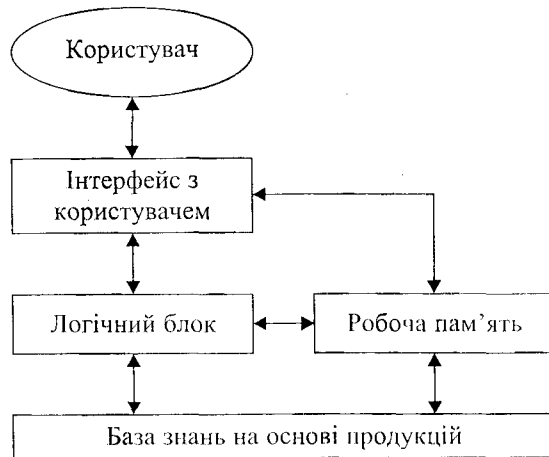 Користувач
Інтерфейс з
користувачем
Логічний блок
Робоча пам’ять
База знань на основі продукцій